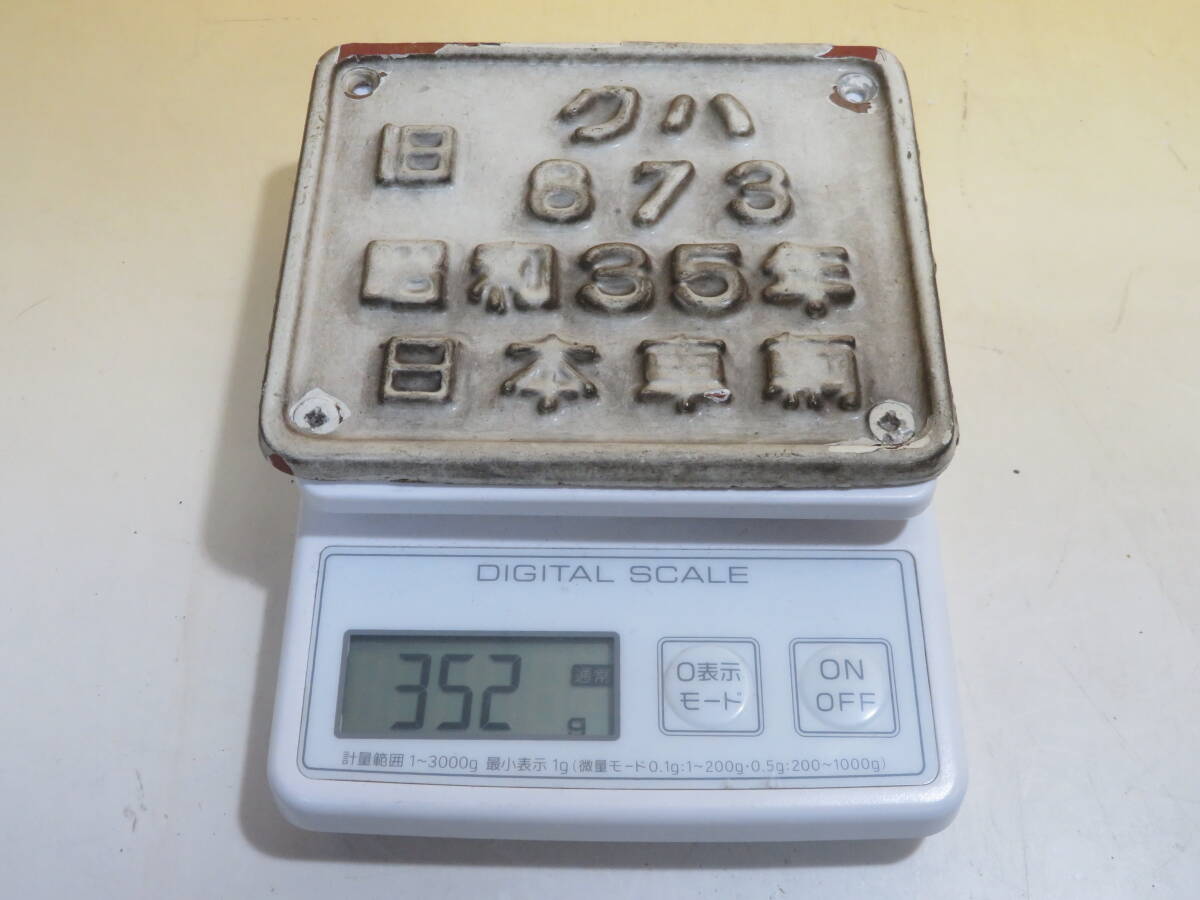 旧 クハ
873
昭和35年
日本車輌
DIGITAL SCALE
352 通常 g
0表示モード
ON OFF
計量範囲 1~3000g 最小表示 1g (微量モード0.1g:1~200g・0.5g:200~1000g)